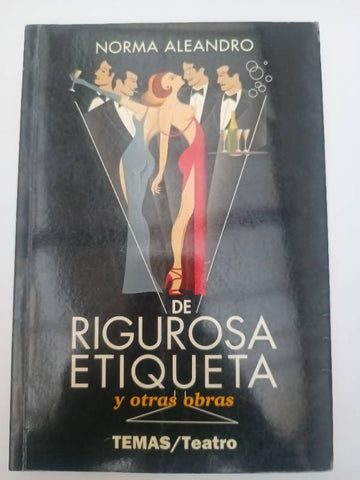 NORMA ALEANDRO
DE
RIGUROSA
ETIQUETA
y otras obras
TEMAS/Teatro